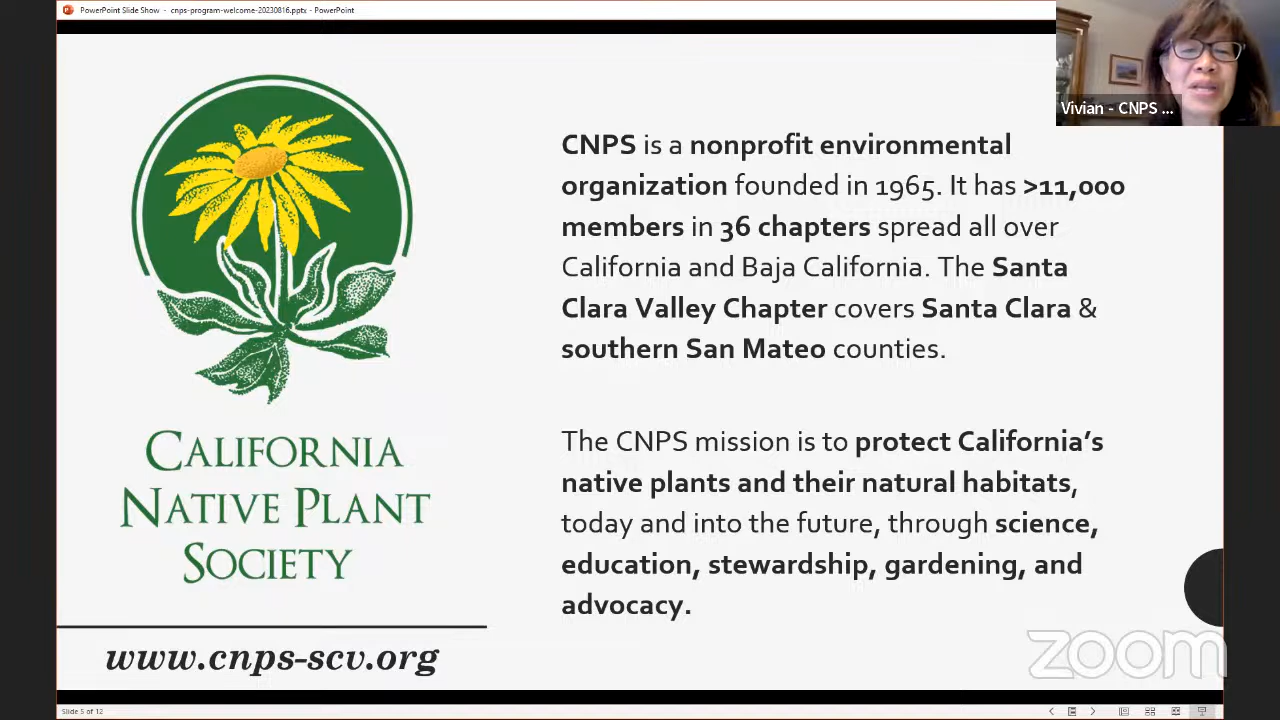 PowerPoint Slide Show - cnps-program-welcome-20230816.pptx - PowerPoint
Vivian - CNPS ...
CNPS is a nonprofit environmental
organization founded in 1965. It has >11,000
members in 36 chapters spread all over
California and Baja California. The Santa
Clara Valley Chapter covers Santa Clara &
southern San Mateo counties.
The CNPS mission is to protect California's
native plants and their natural habitats,
today and into the future, through science,
education, stewardship, gardening, and
advocacy.
CALIFORNIA
NATIVE PLANT
SOCIETY
www.cnps-scv.org
zoom
Slide 5 of 12